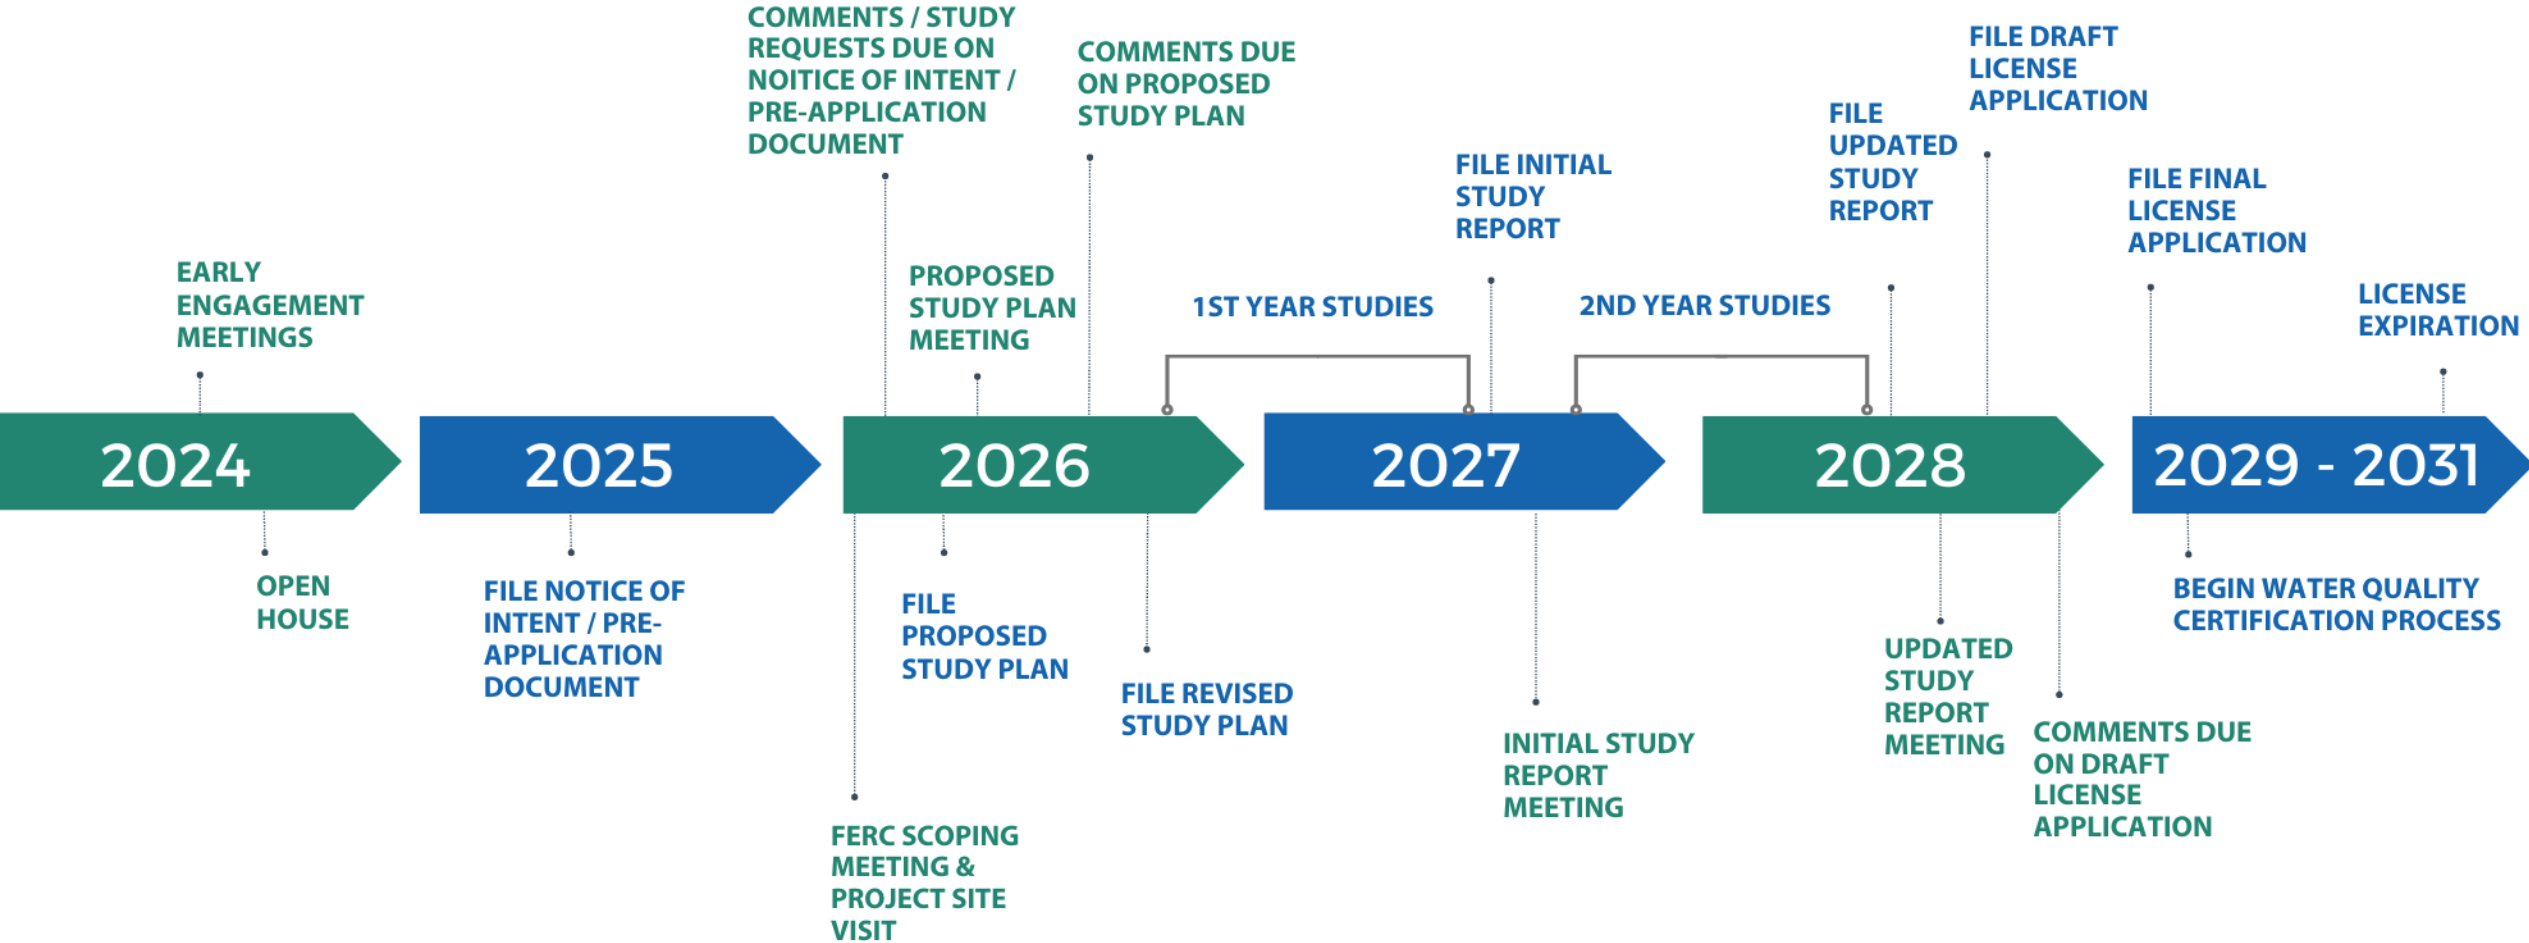 COMMENTS / STUDY
REQUESTS DUE ON
NOITICE OF INTENT /
PRE-APPLICATION
DOCUMENT
COMMENTS DUE
ON PROPOSED
STUDY PLAN
FILE DRAFT
LICENSE
APPLICATION
FILE
UPDATED
STUDY
REPORT
FILE INITIAL
STUDY
REPORT
FILE FINAL
LICENSE
APPLICATION
EARLY
ENGAGEMENT
MEETINGS
PROPOSED
STUDY PLAN
MEETING
1ST YEAR STUDIES
2ND YEAR STUDIES
LICENSE
EXPIRATION
2024
2025
2026
2027
2028
2029 - 2031
OPEN
HOUSE
FILE NOTICE OF
INTENT / PRE-
APPLICATION
DOCUMENT
FILE
PROPOSED
STUDY PLAN
FILE REVISED
STUDY PLAN
BEGIN WATER QUALITY
CERTIFICATION PROCESS
UPDATED
STUDY
REPORT
MEETING
INITIAL STUDY
REPORT
MEETING
COMMENTS DUE
ON DRAFT
LICENSE
APPLICATION
FERC SCOPING
MEETING &
PROJECT SITE
VISIT